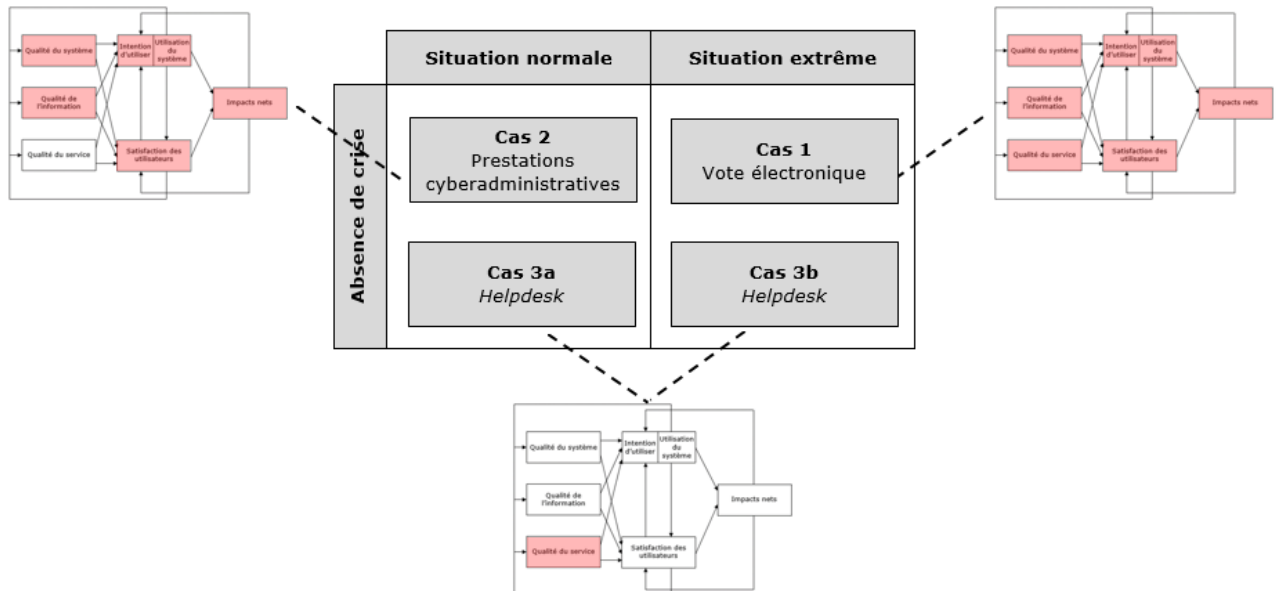 Qualité du système
Intention
d'utiliser
Utilisation
du
système
Qualité de
l'information
Impacts nets
Qualité du service
Satisfaction des
utilisateurs
Situation normale
Situation extrême
Absence de crise
Cas 2
Prestations
cyberadministratives
Cas 1
Vote électronique
Cas 3a
Helpdesk
Cas 3b
Helpdesk
Qualité du système
Intention
d'utiliser
Utilisation
du
système
Qualité de
l'information
Impacts nets
Qualité du service
Satisfaction des
utilisateurs
Qualité du système
Intention
d'utiliser
Utilisation
du
système
Qualité de
l'information
Impacts nets
Qualité du service
Satisfaction des
utilisateurs